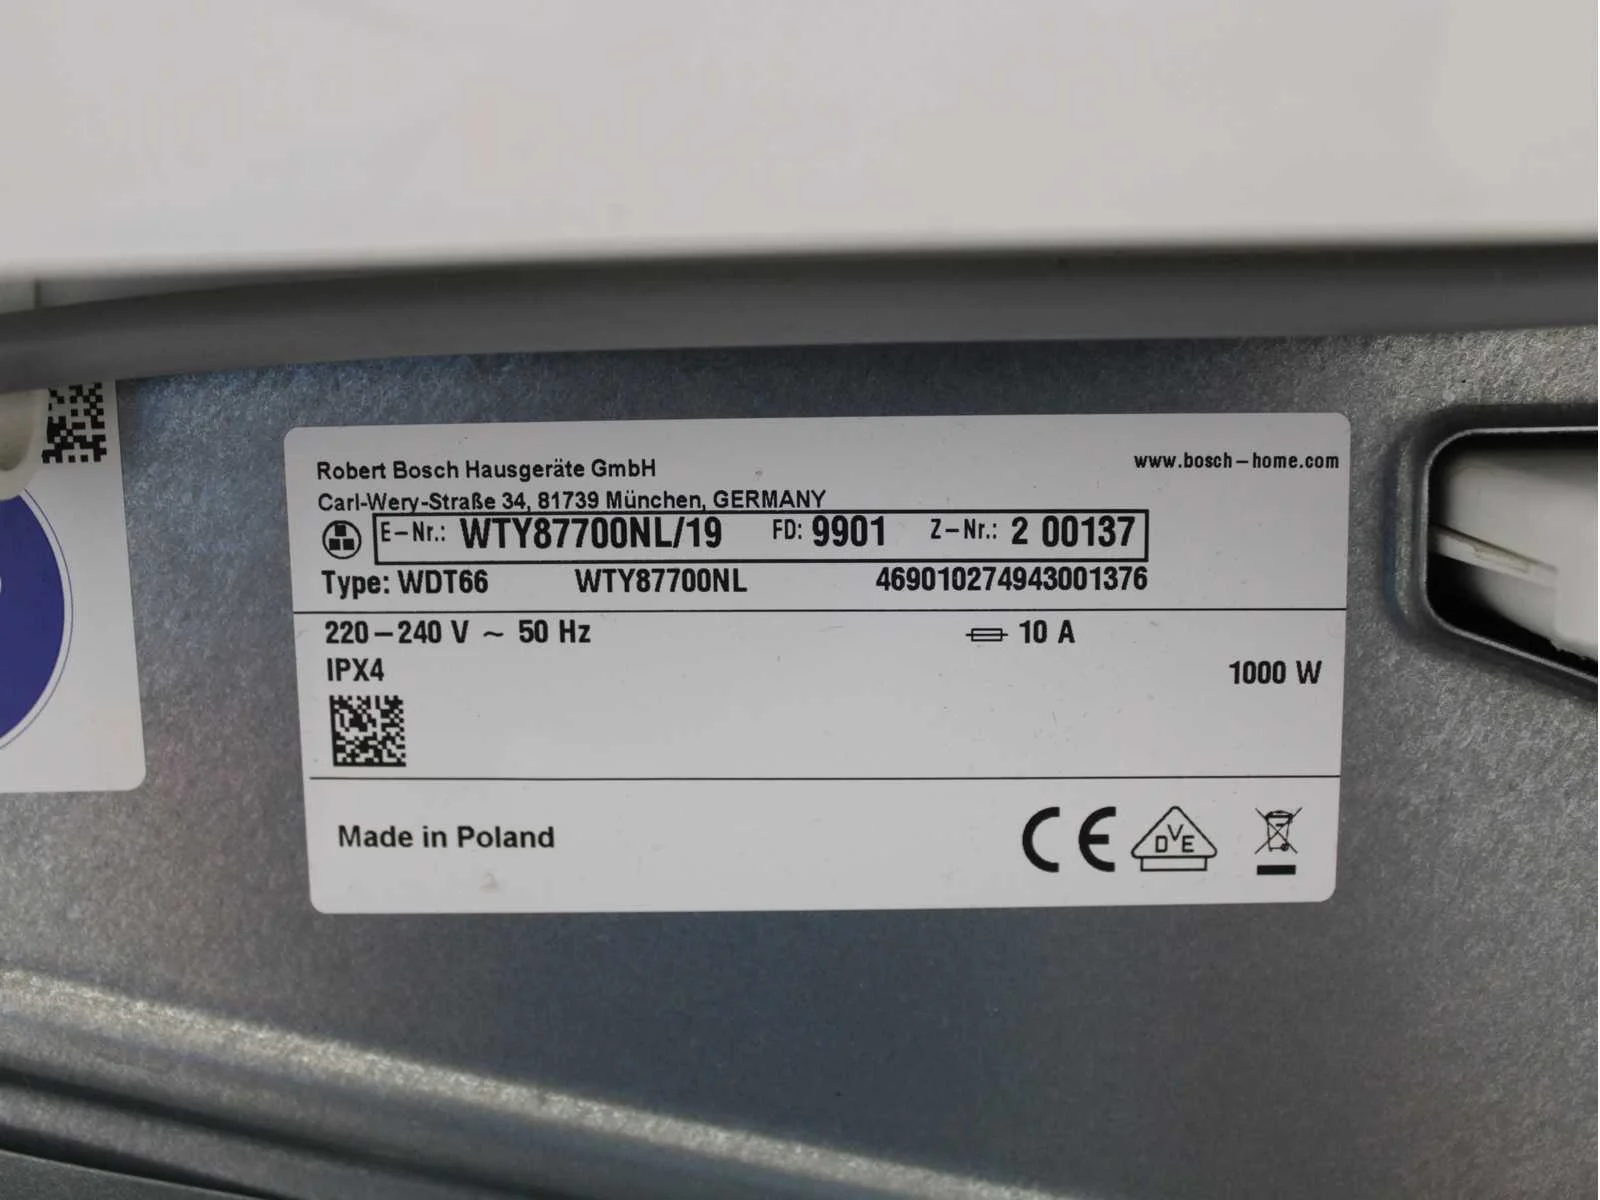 Robert Bosch Hausgeräte GmbH
www.bosch-home.com
Carl-Wery-Straße 34, 81739 München, GERMANY
E-Nr.: WTY87700NL/19 FD: 9901 Z-Nr.: 2 00137
Type: WDT66 WTY87700NL 469010274943001376
220-240 V ~ 50 Hz 10 A
IPX4 1000 W
Made in Poland
CE DVE